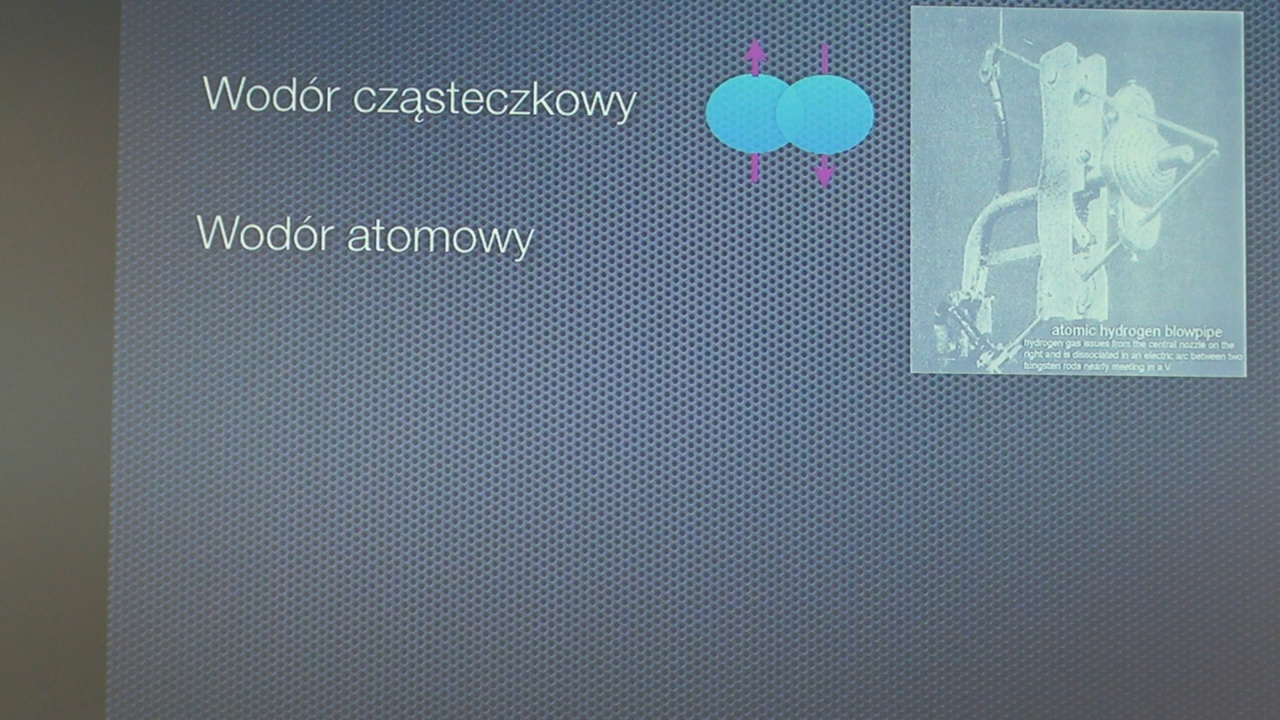 Wodór cząsteczkowy
Wodór atomowy
atomic hydrogen blowpipe
hydrogen gas issues from the central nozzle on the
right and is dissociated in an electric arc between two
tungsten rods nearly meeting in a V